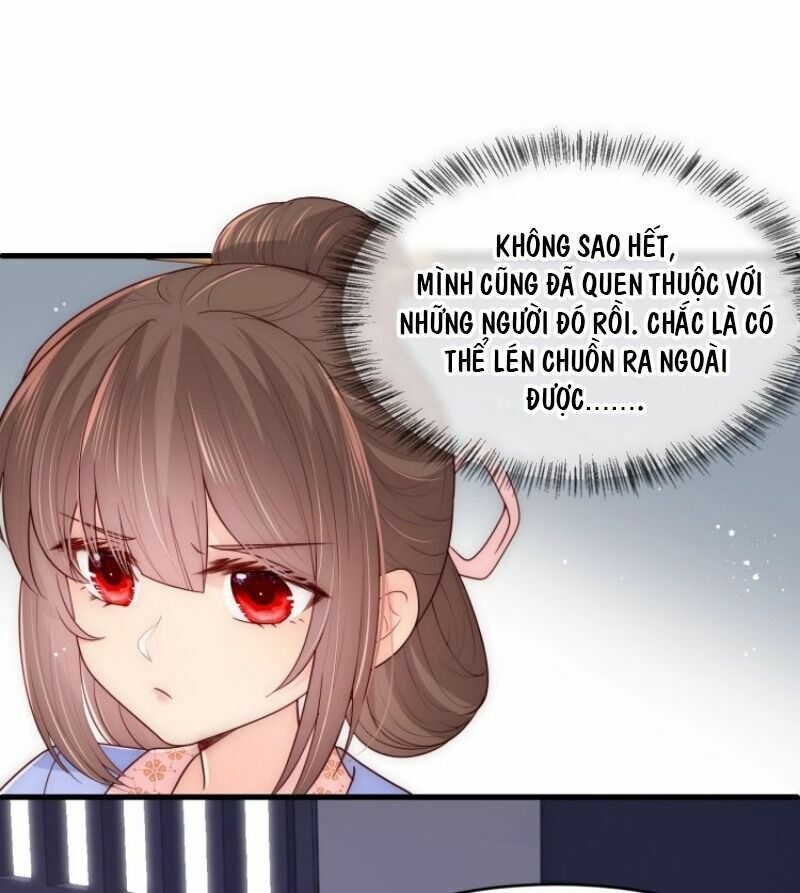 KHÔNG SAO HẾT,
MÌNH CŨNG ĐÃ QUEN THUỘC VỚI
NHỮNG NGƯỜI ĐÓ RỒI. CHẮC LÀ CÓ
THỂ LÉN CHUỒN RA NGOÀI
ĐƯỢC.......